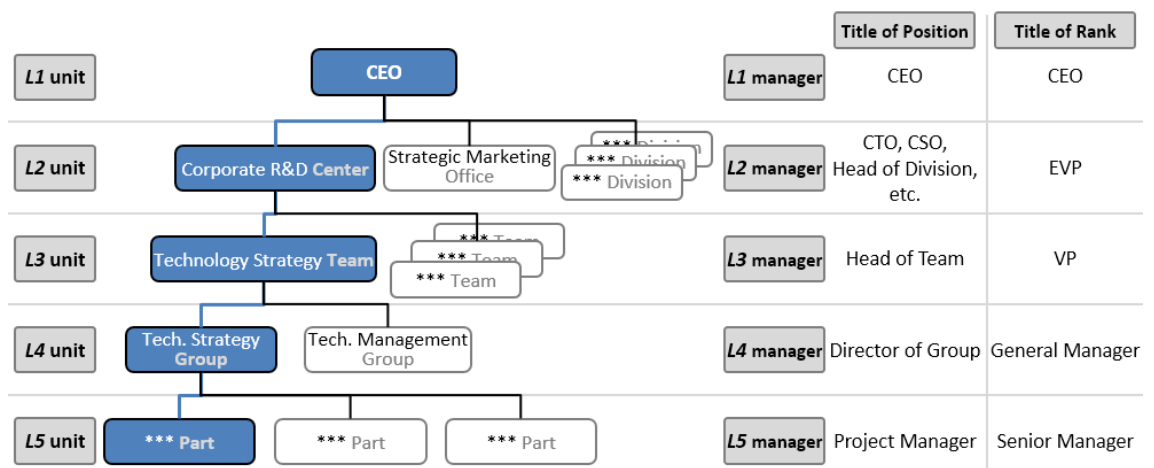 Title of Position
Title of Rank
L1 unit
CEO
L1 manager
CEO
CEO
L2 unit
Corporate R&D Center
Strategic Marketing
Office
*** Division
*** Division
*** Division
L2 manager
CTO, CSO,
Head of Division,
etc.
EVP
L3 unit
Technology Strategy Team
*** Team
*** Team
*** Team
L3 manager
Head of Team
VP
L4 unit
Tech. Strategy
Group
Tech. Management
Group
L4 manager
Director of Group
General Manager
L5 unit
*** Part
*** Part
*** Part
L5 manager
Project Manager
Senior Manager